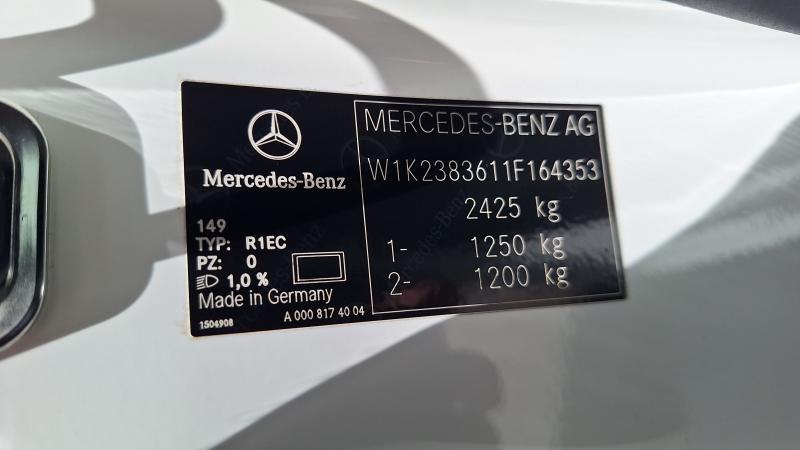 Mercedes-Benz
149
TYP: R1EC
PZ: 0
1,0 %
Made in Germany
1504908
A 000 817 40 04
MERCEDES-BENZ AG
W1K2383611F164353
2425 kg
1- 1250 kg
2- 1200 kg